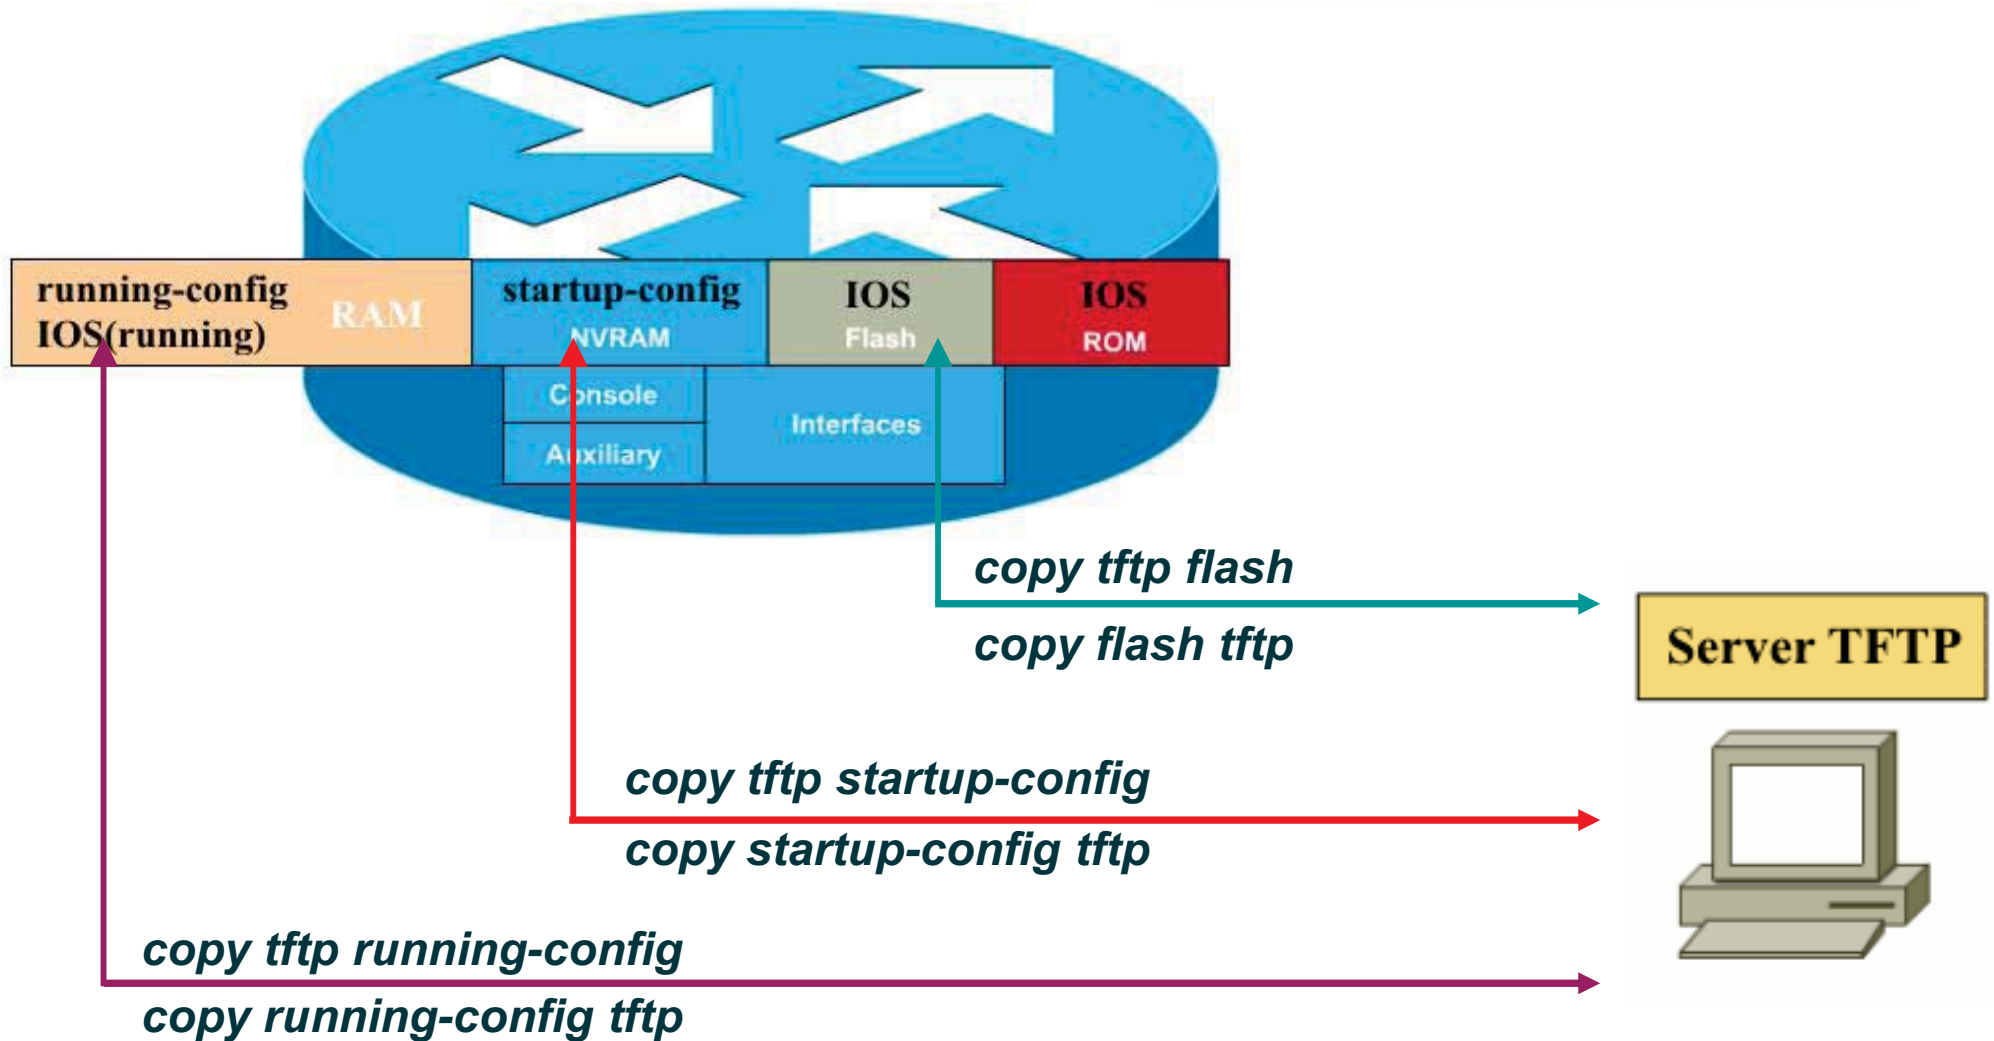 running-config
IOS(running)
RAM
startup-config
NVRAM
IOS
Flash
IOS
ROM
Console
Auxiliary
Interfaces
copy tftp flash
copy flash tftp
Server TFTP
copy tftp startup-config
copy startup-config tftp
copy tftp running-config
copy running-config tftp